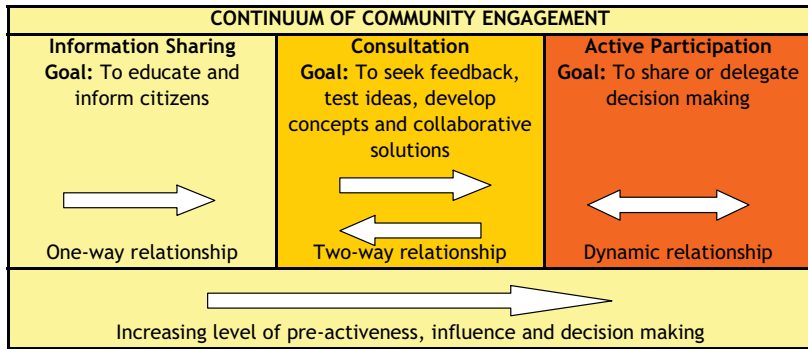 CONTINUUM OF COMMUNITY ENGAGEMENT
Information Sharing
Goal: To educate and
inform citizens
One-way relationship
Consultation
Goal: To seek feedback,
test ideas, develop
concepts and collaborative
solutions
Two-way relationship
Active Participation
Goal: To share or delegate
decision making
Dynamic relationship
Increasing level of pre-activeness, influence and decision making